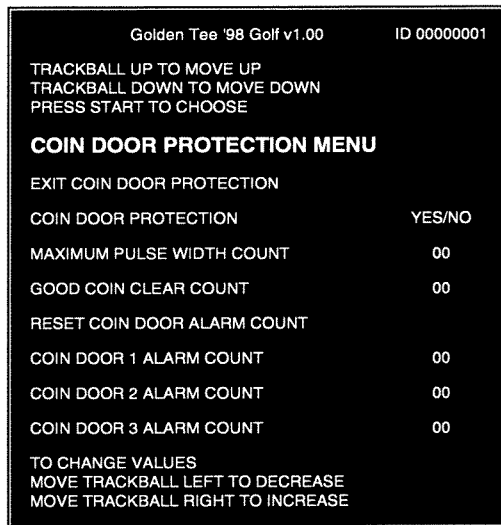 Golden Tee '98 Golf v1.00 ID 00000001
TRACKBALL UP TO MOVE UP
TRACKBALL DOWN TO MOVE DOWN
PRESS START TO CHOOSE
COIN DOOR PROTECTION MENU
EXIT COIN DOOR PROTECTION
COIN DOOR PROTECTION YES/NO
MAXIMUM PULSE WIDTH COUNT 00
GOOD COIN CLEAR COUNT 00
RESET COIN DOOR ALARM COUNT
COIN DOOR 1 ALARM COUNT 00
COIN DOOR 2 ALARM COUNT 00
COIN DOOR 3 ALARM COUNT 00
TO CHANGE VALUES
MOVE TRACKBALL LEFT TO DECREASE
MOVE TRACKBALL RIGHT TO INCREASE